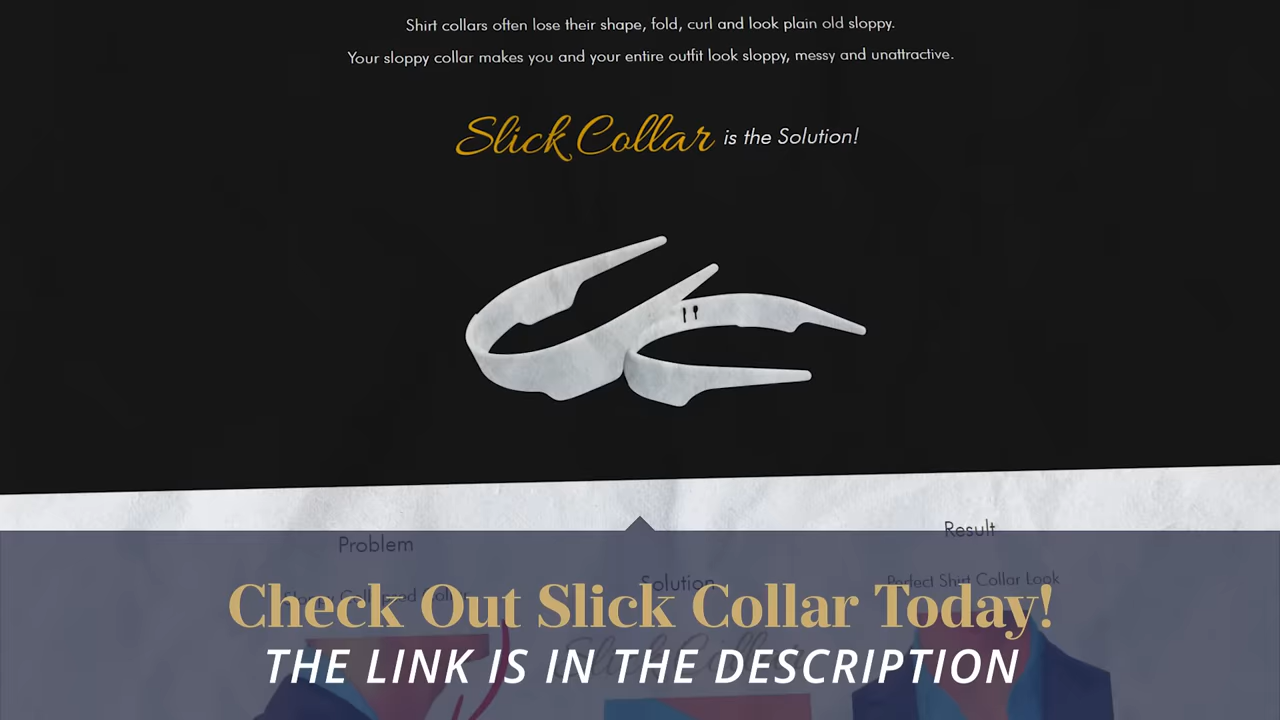 Shirt collars often lose their shape, fold, curl and look plain old sloppy.
Your sloppy collar makes you and your entire outfit look sloppy, messy and unattractive.
Slick Collar is the Solution!
Problem
Solution
Result
Perfect Shirt Collar Look
Check Out Slick Collar Today!
THE LINK IS IN THE DESCRIPTION
Slick Collar